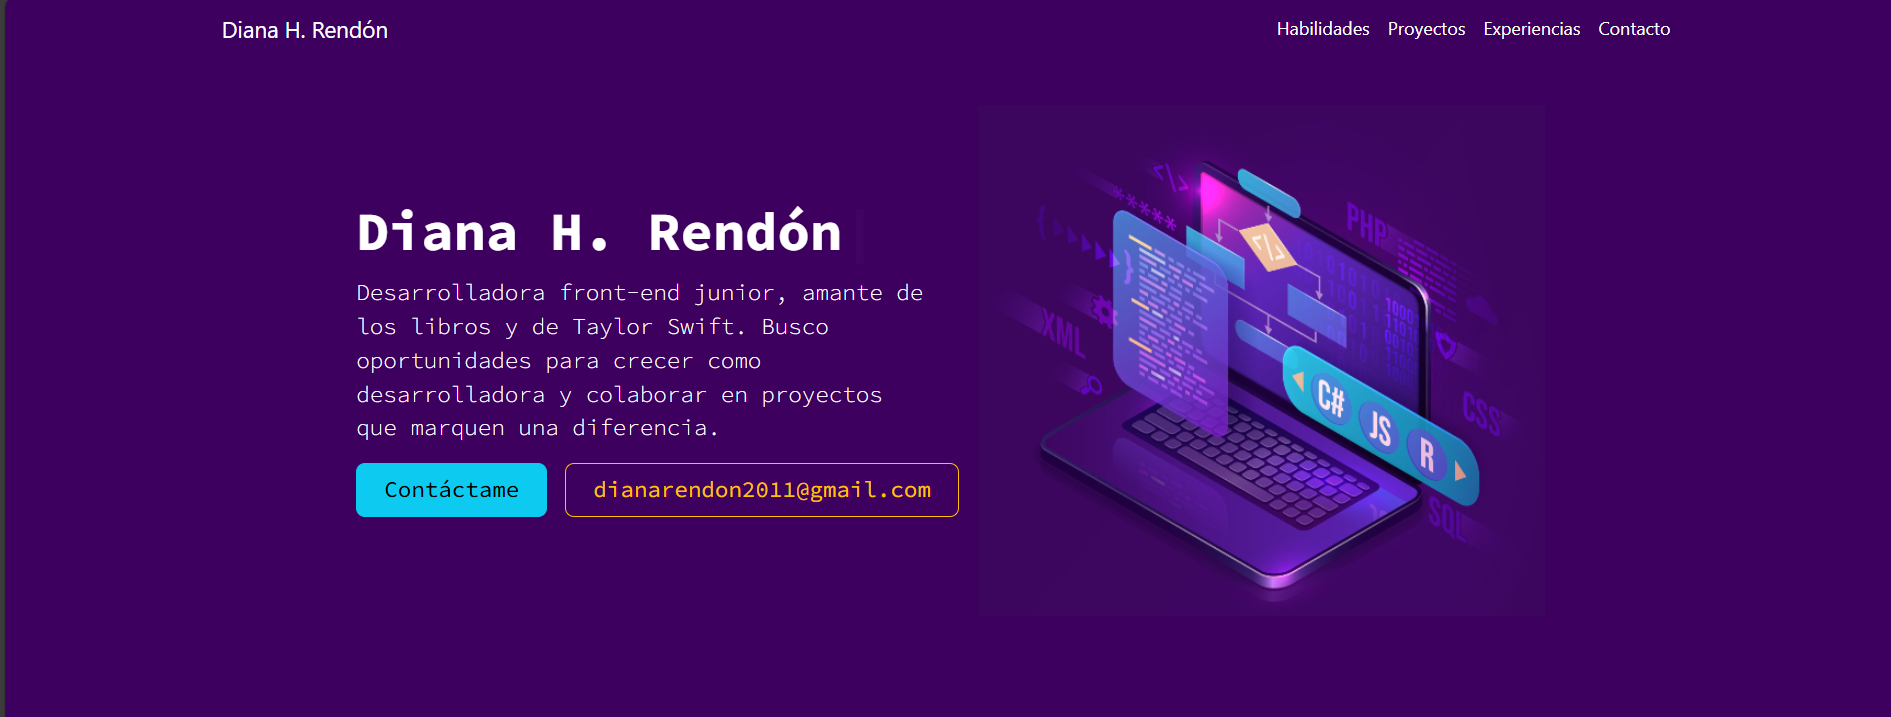 Diana H. Rendón
Habilidades Proyectos Experiencias Contacto
Diana H. Rendón
Desarrolladora front-end junior, amante de
los libros y de Taylor Swift. Busco
oportunidades para crecer como
desarrolladora y colaborar en proyectos
que marquen una diferencia.
Contáctame dianarendon2011@gmail.com
</>
*****
PHP
</>
XML
C# JS R
CSS
SQL